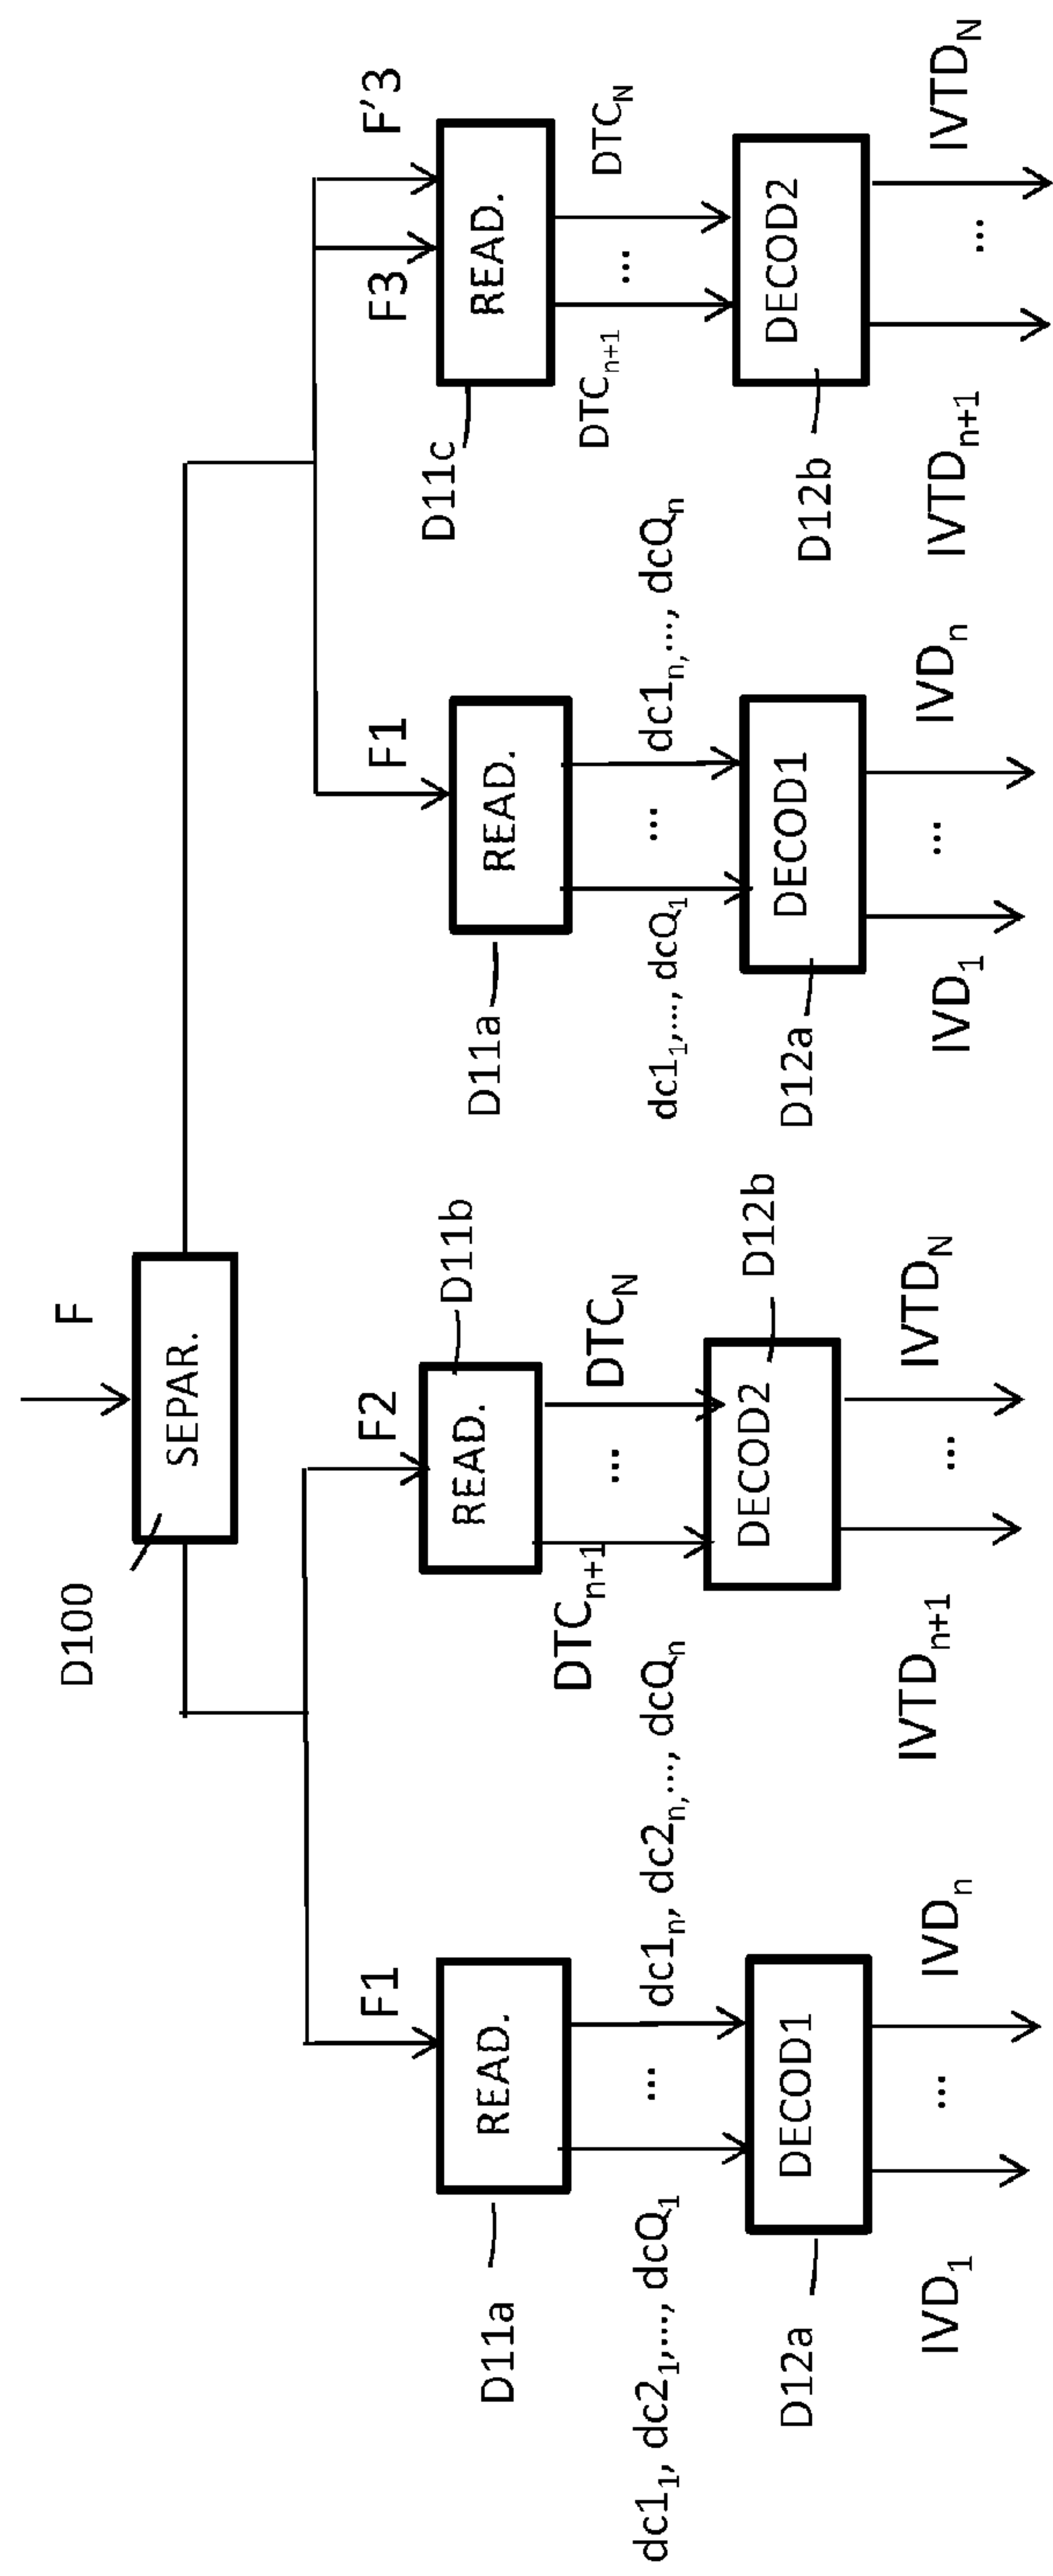 F
D100
SEPAR.
F1
F2
F1
F3
F'3
D11a
READ.
READ.
D11b
D11a
READ.
D11c
READ.
dc1₁, dc2₁,..., dcQ₁
...
dc1ₙ, dc2ₙ,..., dcQₙ
DTCₙ₊₁
...
DTC_N
dc1₁,..., dcQ₁
...
dc1ₙ,..., dcQₙ
DTCₙ₊₁
...
DTC_N
D12a
DECOD1
DECOD2
D12b
D12a
DECOD1
D12b
DECOD2
IVD₁
...
IVDₙ
IVTDₙ₊₁
...
IVTD_N
IVD₁
...
IVDₙ
IVTDₙ₊₁
...
IVTD_N